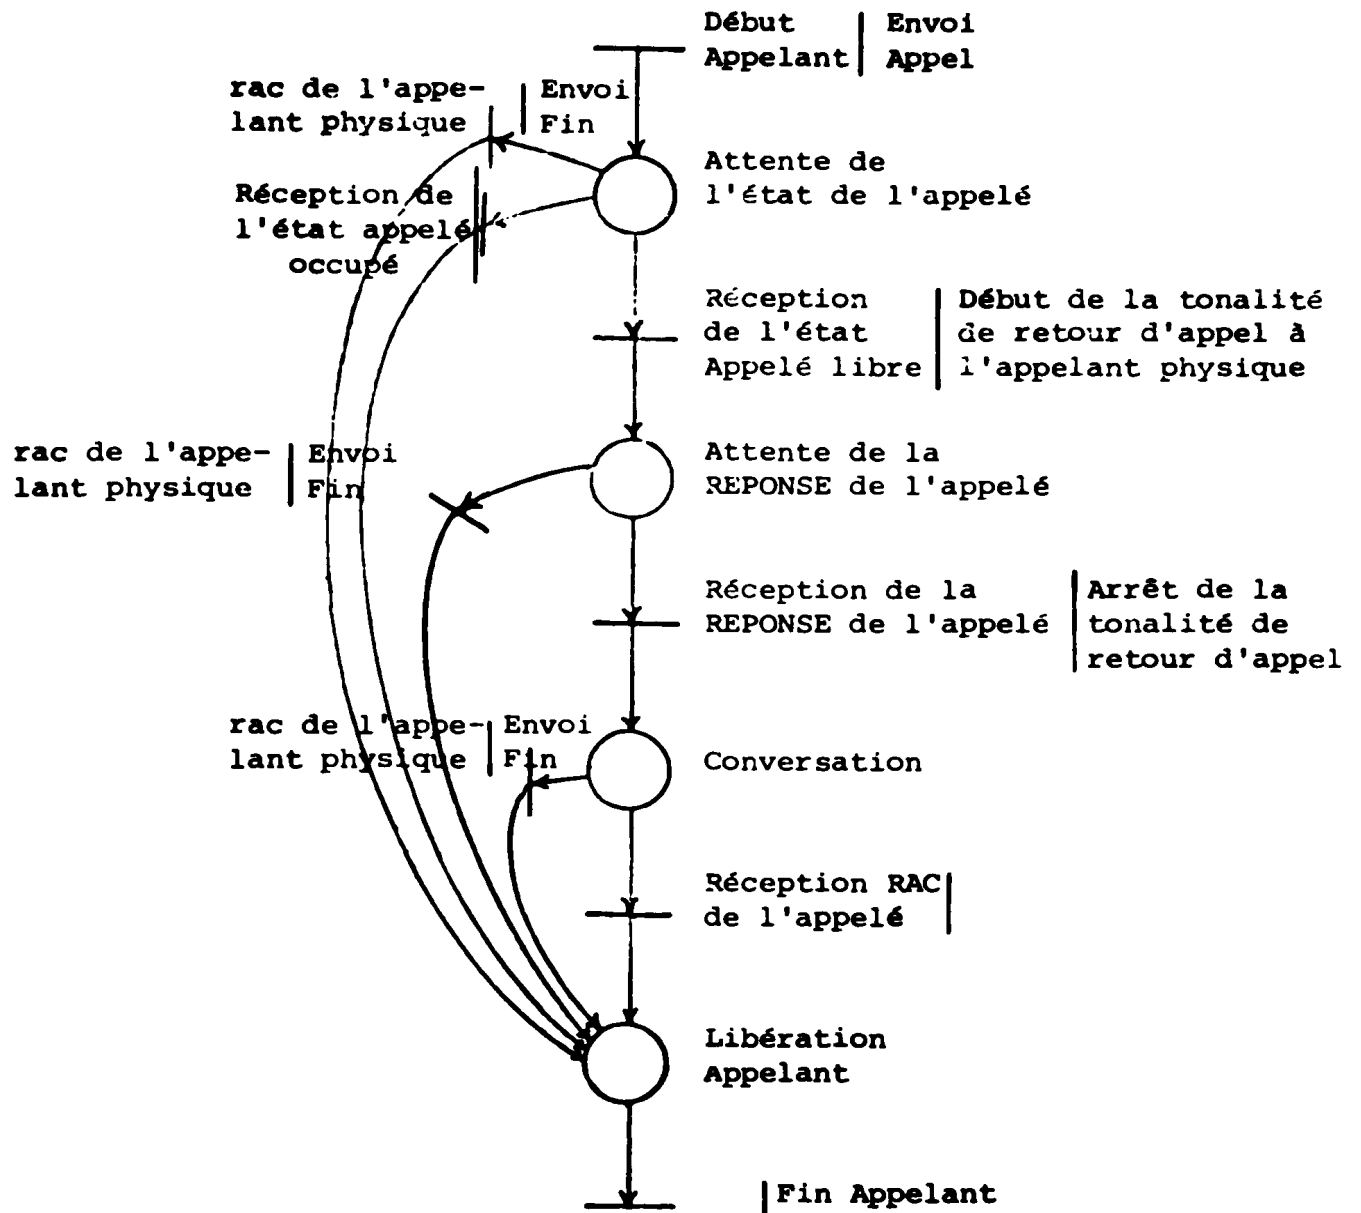 Début | Envoi
Appelant | Appel
rac de l'appe- | Envoi
lant physique | Fin
Attente de
l'état de l'appelé
Réception de
l'état appelé
occupé
Réception | Début de la tonalité
de l'état | de retour d'appel à
Appelé libre | l'appelant physique
rac de l'appe- | Envoi
lant physique | Fin
Attente de la
REPONSE de l'appelé
Réception de la | Arrêt de la
REPONSE de l'appelé | tonalité de
retour d'appel
rac de l'appe- | Envoi
lant physique | Fin
Conversation
Réception RAC |
de l'appelé |
Libération
Appelant
| Fin Appelant